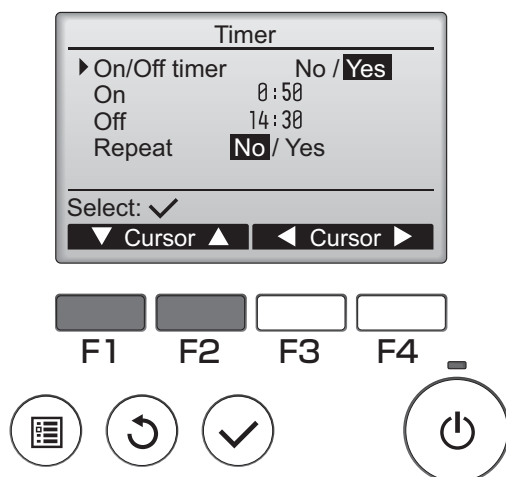 Timer
On/Off timer No / Yes
On 0:50
Off 14:30
Repeat No / Yes
Select:
Cursor Cursor
F1 F2 F3 F4